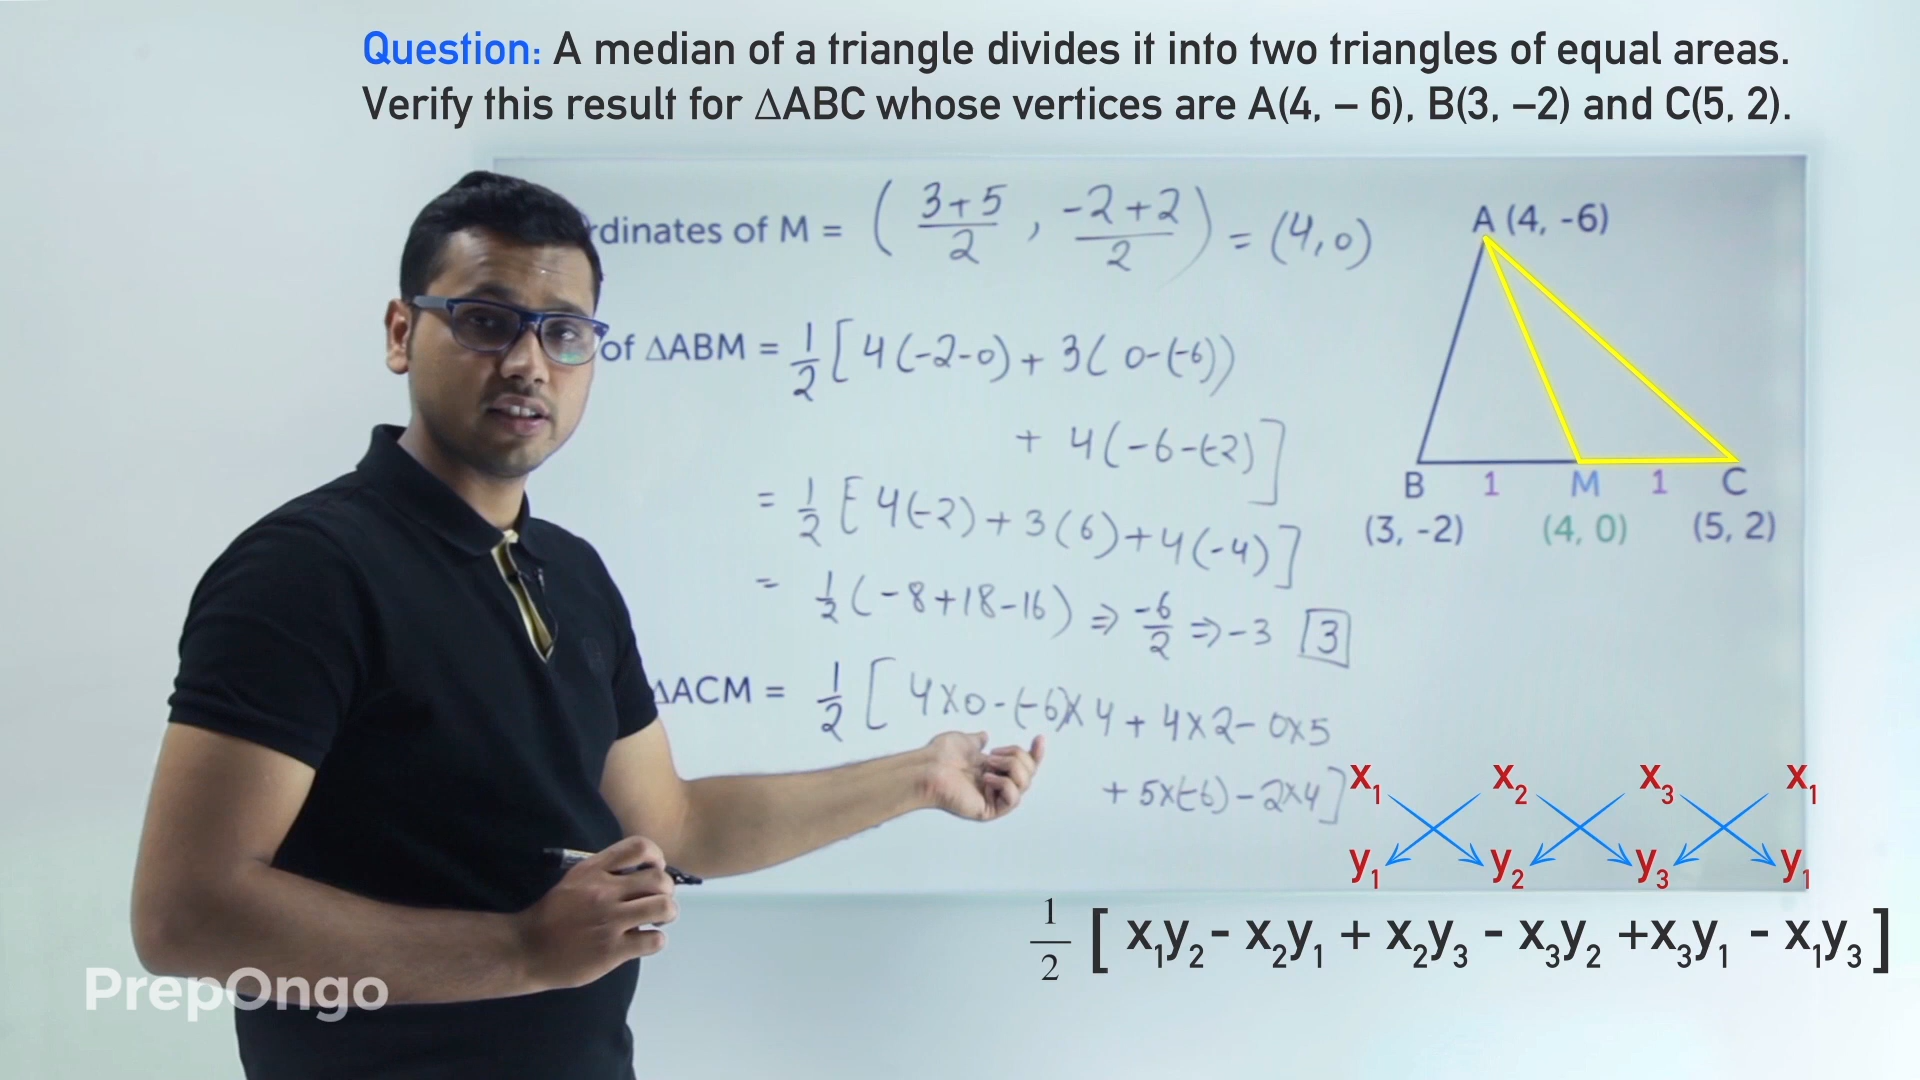 Question: A median of a triangle divides it into two triangles of equal areas.
Verify this result for ΔABC whose vertices are A(4, – 6), B(3, –2) and C(5, 2).
rdinates of M = ( 3+5 / 2 , -2+2 / 2 ) = (4,0)
of ΔABM = 1/2 [ 4(-2-0) + 3( 0-(-6))
+ 4(-6-(-2) ]
= 1/2 [ 4(-2) + 3(6) + 4(-4) ]
= 1/2 (-8+18-16) ⇒ -6/2 ⇒ -3 3
ΔACM = 1/2 [ 4×0-(-6)×4 + 4×2- 0×5
+ 5×(-6) - 2×4 ]
A (4, -6)
B 1 M 1 C
(3, -2) (4, 0) (5, 2)
x₁ x₂ x₃ x₁
y₁ y₂ y₃ y₁
1/2 [ x₁y₂ - x₂y₁ + x₂y₃ - x₃y₂ +x₃y₁ - x₁y₃ ]
PrepOngo